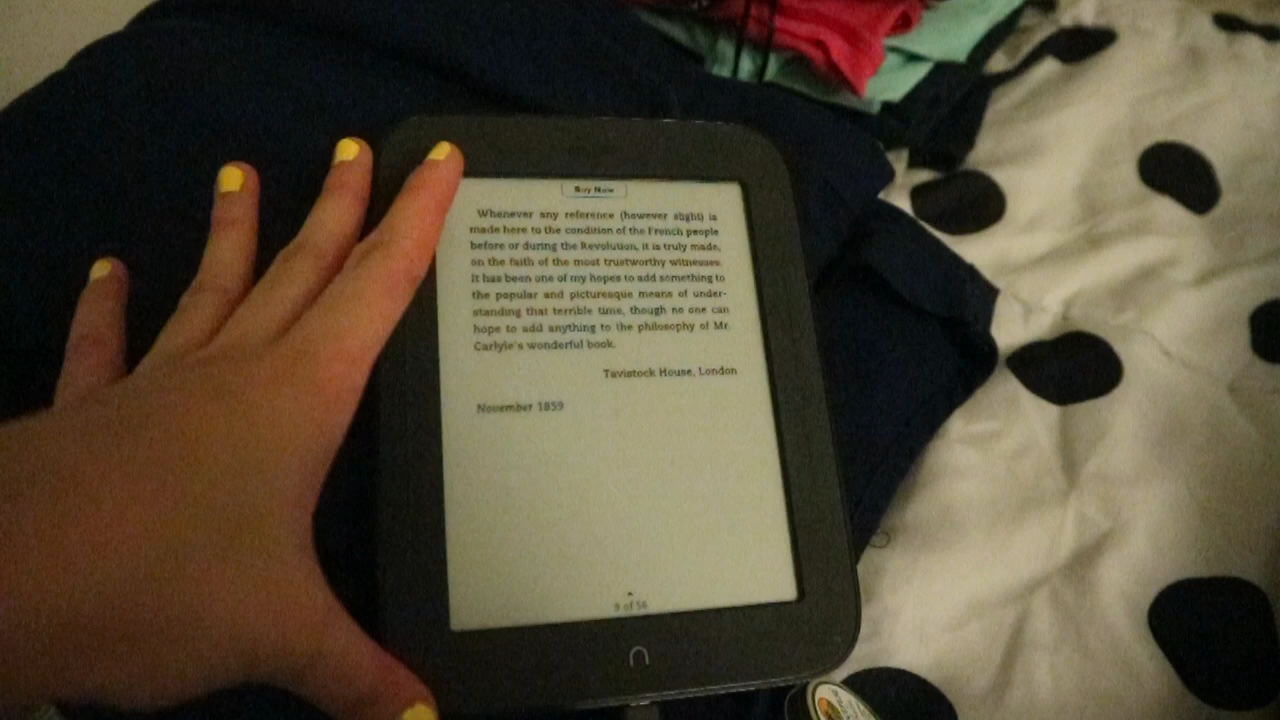 Buy Now
Whenever any reference (however slight) is
made here to the condition of the French people
before or during the Revolution, it is truly made,
on the faith of the most trustworthy witnesses.
It has been one of my hopes to add something to
the popular and picturesque means of under-
standing that terrible time, though no one can
hope to add anything to the philosophy of Mr.
Carlyle's wonderful book.
Tavistock House, London
November 1859
9 of 56